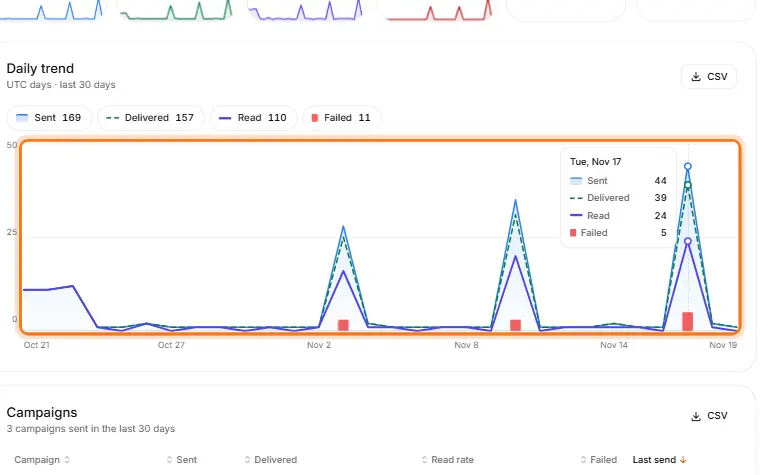 Daily trend
UTC days · last 30 days
CSV
Sent 169 Delivered 157 Read 110 Failed 11
50
25
0
Tue, Nov 17
Sent 44
Delivered 39
Read 24
Failed 5
Oct 21 Oct 27 Nov 2 Nov 8 Nov 14 Nov 19
Campaigns
3 campaigns sent in the last 30 days
CSV
Campaign Sent Delivered Read rate Failed Last send ↓